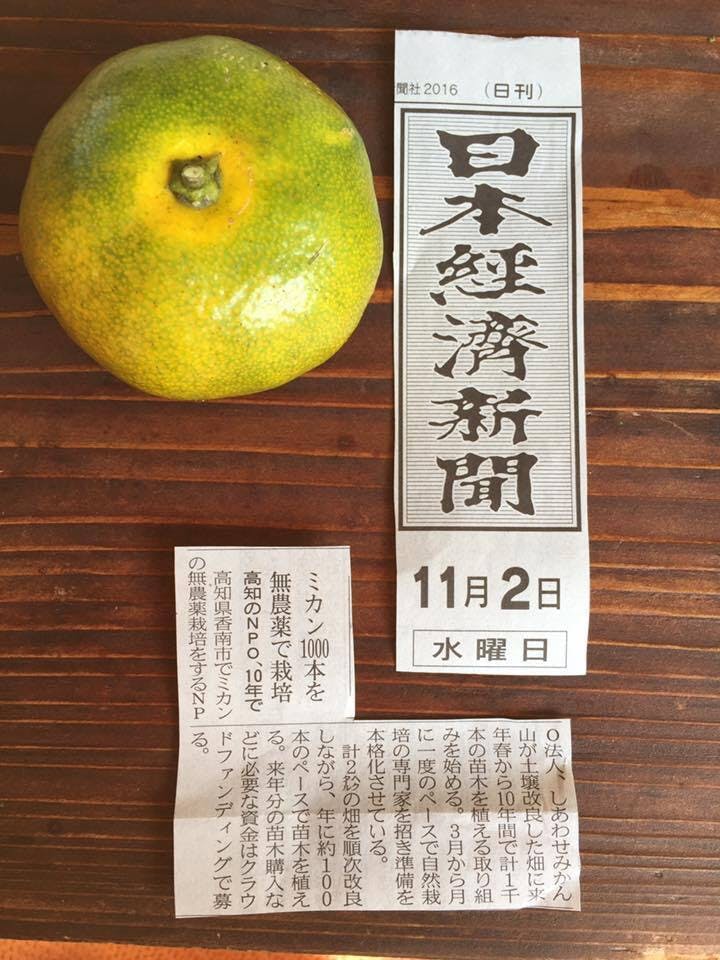 聞社2016 (日刊)
日本経済新聞
11月2日
水曜日
ミカン1000本を
無農薬で栽培
高知のNPO、10年で
高知県香南市でミカン
の無農薬栽培をするNP
O法人、しあわせみかん
山が土壌改良した畑に来
年春から10年間で計1千
本の苗木を植える取り組
みを始める。3月から月
に一度のペースで自然栽
培の専門家を招き準備を
本格化させている。
計2㌶の畑を順次改良
しながら、年に約100
本のペースで苗木を植え
る。来年分の苗木購入な
どに必要な資金はクラウ
ドファンディングで募
る。